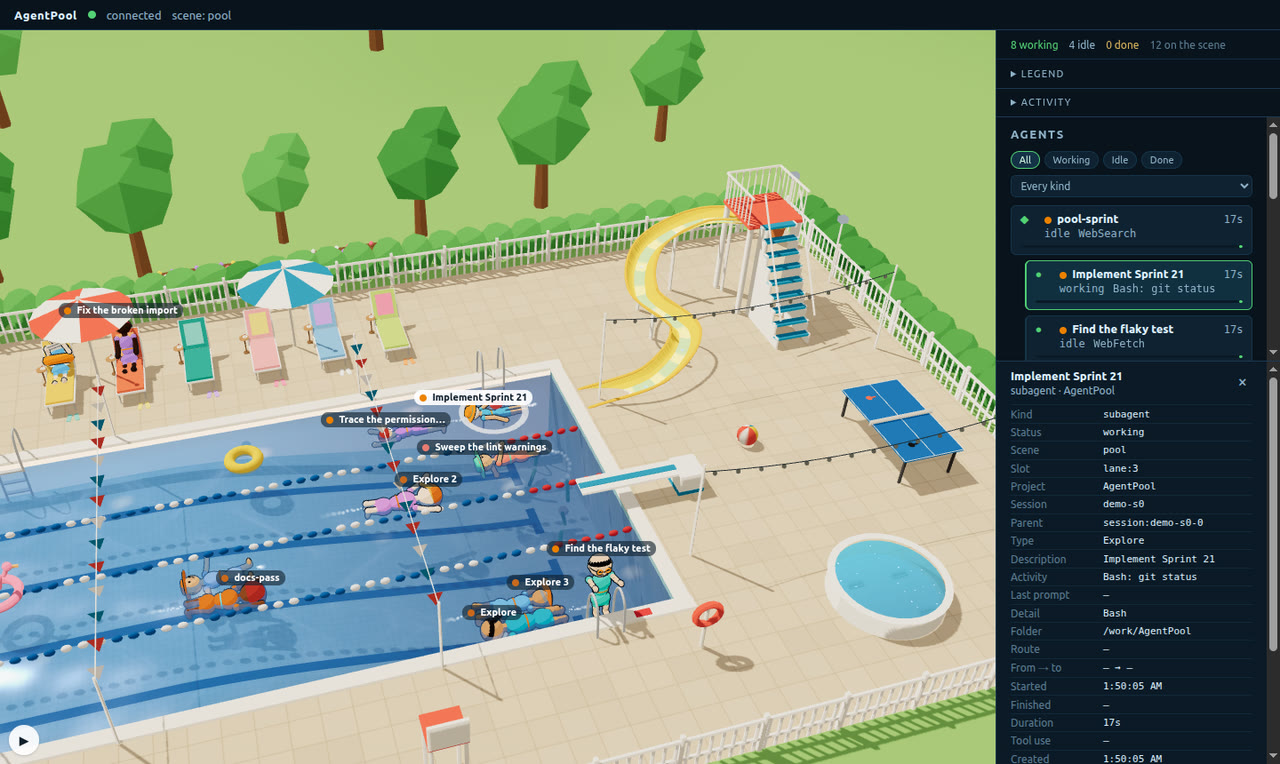 AgentPool connected scene: pool
8 working 4 idle 0 done 12 on the scene
LEGEND
ACTIVITY
AGENTS
All Working Idle Done
Every kind
pool-sprint 17s
idle WebSearch
Implement Sprint 21 17s
working Bash: git status
Find the flaky test 17s
idle WebFetch
Implement Sprint 21
subagent · AgentPool
Kind subagent
Status working
Scene pool
Slot lane:3
Project AgentPool
Session demo-s0
Parent session:demo-s0-0
Type Explore
Description Implement Sprint 21
Activity Bash: git status
Last prompt —
Detail Bash
Folder /work/AgentPool
Route —
From → to — → —
Started 1:50:05 AM
Finished —
Duration 17s
Tool use —
Created 1:50:05 AM
Fix the broken import
Implement Sprint 21
Trace the permission…
Sweep the lint warnings
Explore 2
Find the flaky test
docs-pass
Explore 3
Explore